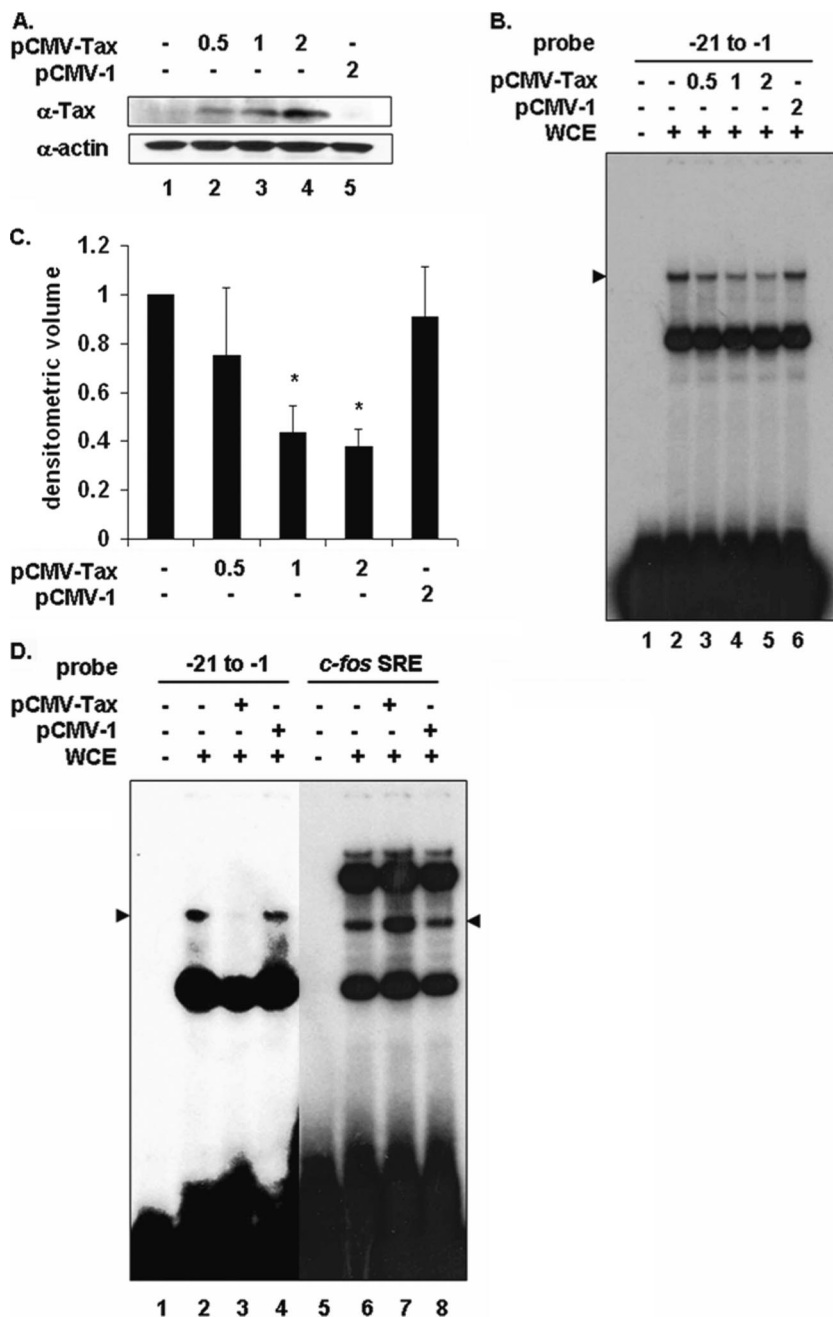 A.
pCMV-Tax - 0.5 1 2 -
pCMV-1 - - - - 2
α-Tax
α-actin
1 2 3 4 5
B.
probe -21 to -1
pCMV-Tax - - 0.5 1 2 -
pCMV-1 - - - - - 2
WCE - + + + + +
1 2 3 4 5 6
C.
densitometric volume
1.2
1
0.8
0.6
0.4
0.2
0
* *
pCMV-Tax - 0.5 1 2 -
pCMV-1 - - - - 2
D.
probe -21 to -1 c-fos SRE
pCMV-Tax - - + - - - + -
pCMV-1 - - - + - - - +
WCE - + + + - + + +
1 2 3 4 5 6 7 8